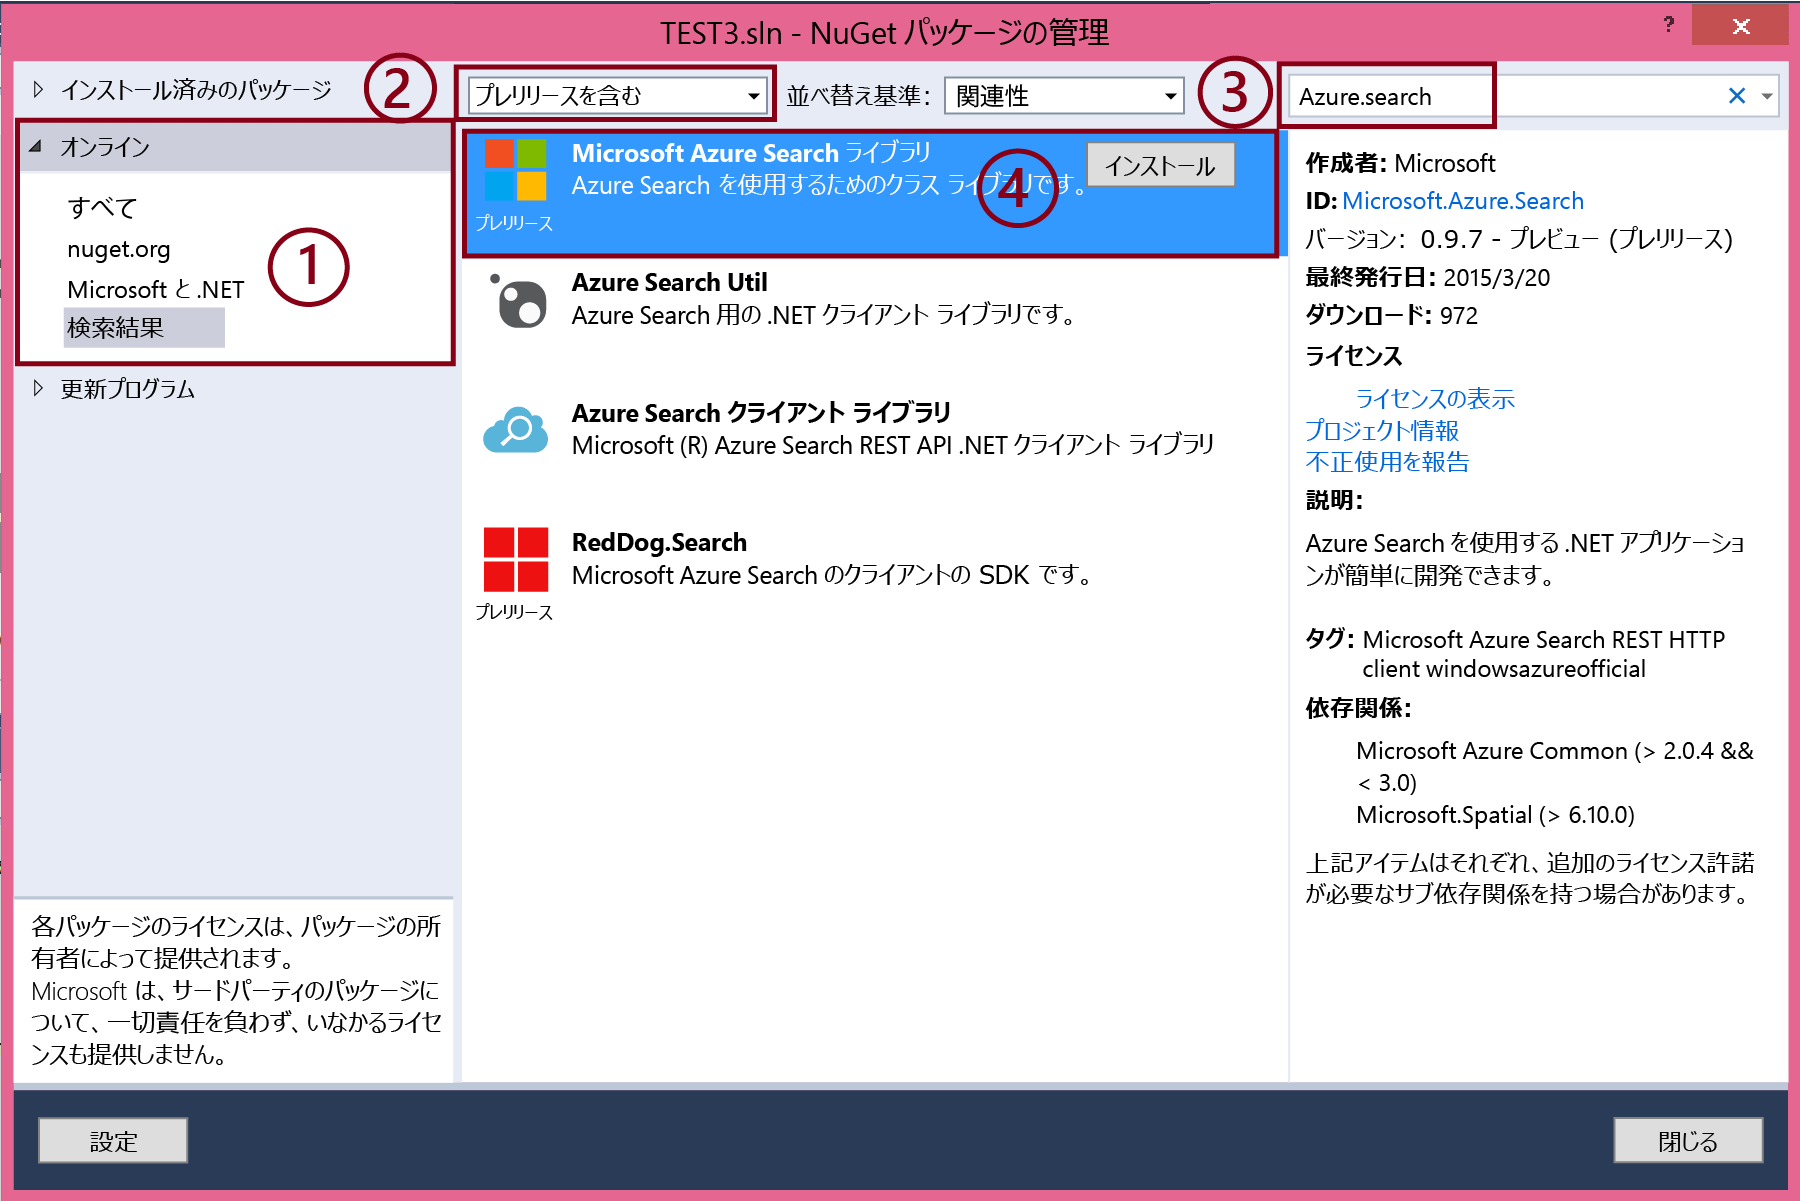 TEST3.sln - NuGet パッケージの管理
?
インストール済みのパッケージ
②
プレリリースを含む
並べ替え基準:
関連性
③
Azure.search
オンライン
すべて
nuget.org
Microsoft と .NET
検索結果
①
更新プログラム
各パッケージのライセンスは、パッケージの所
有者によって提供されます。
Microsoft は、サードパーティのパッケージに
ついて、一切責任を負わず、いなかるライセ
ンスも提供しません。
Microsoft Azure Search ライブラリ
Azure Search を使用するためのクラス ライブラリです。
④
インストール
プレリリース
Azure Search Util
Azure Search 用の .NET クライアント ライブラリです。
Azure Search クライアント ライブラリ
Microsoft (R) Azure Search REST API .NET クライアント ライブラリ
RedDog.Search
Microsoft Azure Search のクライアントの SDK です。
プレリリース
作成者: Microsoft
ID: Microsoft.Azure.Search
バージョン: 0.9.7 - プレビュー (プレリリース)
最終発行日: 2015/3/20
ダウンロード: 972
ライセンス
ライセンスの表示
プロジェクト情報
不正使用を報告
説明:
Azure Search を使用する .NET アプリケーショ
ンが簡単に開発できます。
タグ: Microsoft Azure Search REST HTTP
client windowsazureofficial
依存関係:
Microsoft Azure Common (> 2.0.4 &&
< 3.0)
Microsoft.Spatial (> 6.10.0)
上記アイテムはそれぞれ、追加のライセンス許諾
が必要なサブ依存関係を持つ場合があります。
設定
閉じる